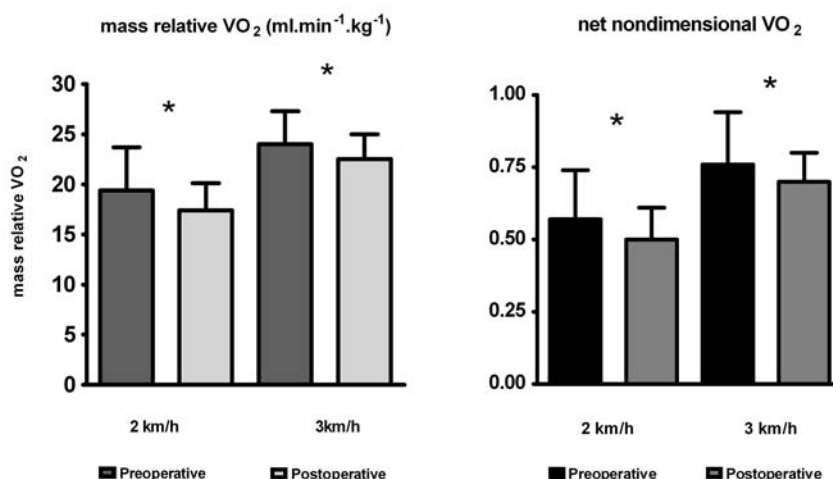 mass relative VO₂ (ml.min⁻¹.kg⁻¹)
mass relative VO₂
30
25
20
15
10
5
0
*
*
2 km/h
3km/h
Preoperative
Postoperative
net nondimensional VO₂
1.00
0.75
0.50
0.25
0.00
*
*
2 km/h
3 km/h
Preoperative
Postoperative